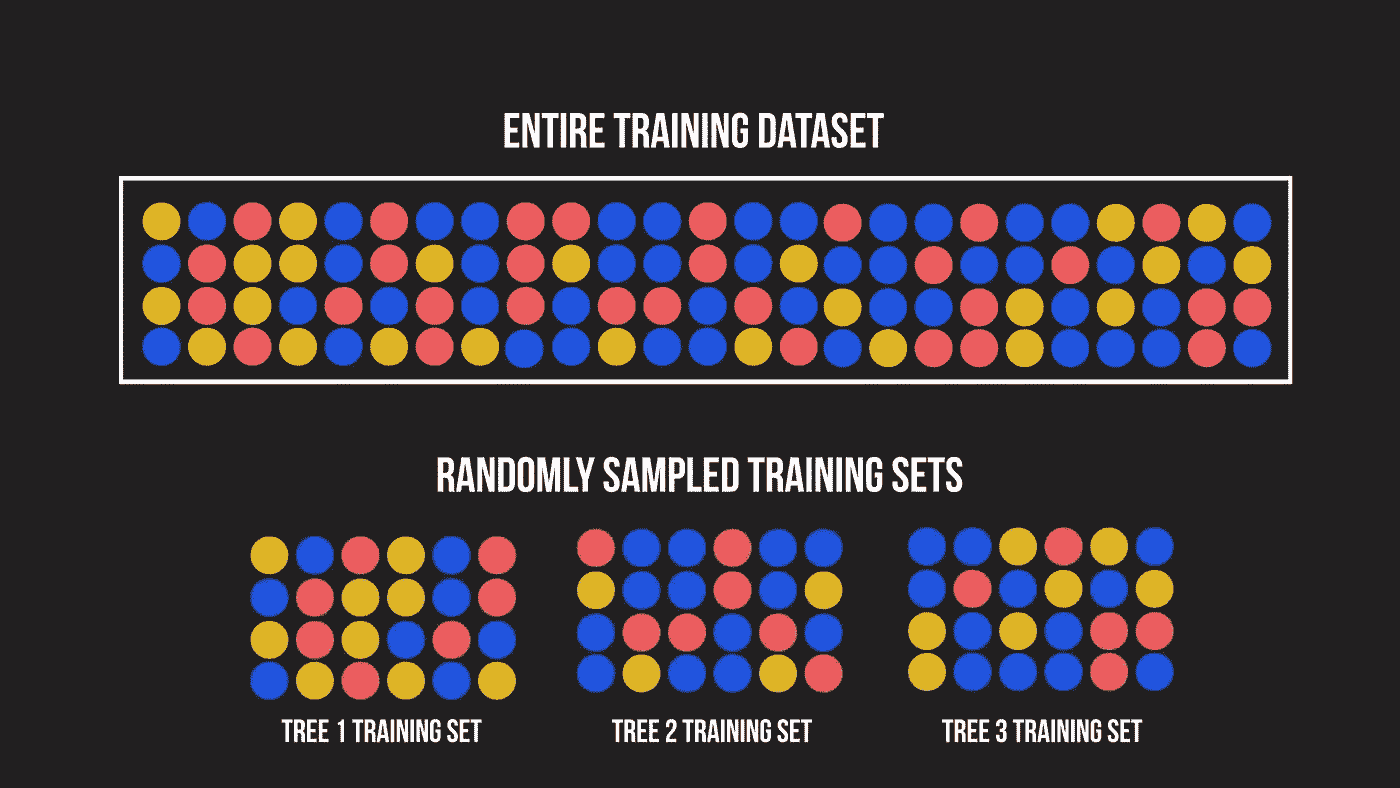 ENTIRE TRAINING DATASET
RANDOMLY SAMPLED TRAINING SETS
TREE 1 TRAINING SET
TREE 2 TRAINING SET
TREE 3 TRAINING SET